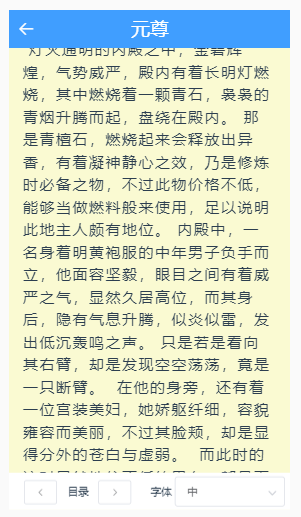 元尊
灯火通明的内殿之中，金碧辉
煌，气势威严，殿内有着长明灯燃
烧，其中燃烧着一颗青石，袅袅的
青烟升腾而起，盘绕在殿内。 那
是青檀石，燃烧起来会释放出异
香，有着凝神静心之效，乃是修炼
时必备之物，不过此物价格不低，
能够当做燃料般来使用，足以说明
此地主人颇有地位。 内殿中，一
名身着明黄袍服的中年男子负手而
立，他面容坚毅，眼目之间有着威
严之气，显然久居高位，而其身
后，隐有气息升腾，似炎似雷，发
出低沉轰鸣之声。 只是若是看向
其右臂，却是发现空空荡荡，竟是
一只断臂。 在他的身旁，还有着
一位宫装美妇，她娇躯纤细，容貌
雍容而美丽，不过其脸颊，却是显
得分外的苍白与虚弱。 而此时的
< 目录 > 字体 中